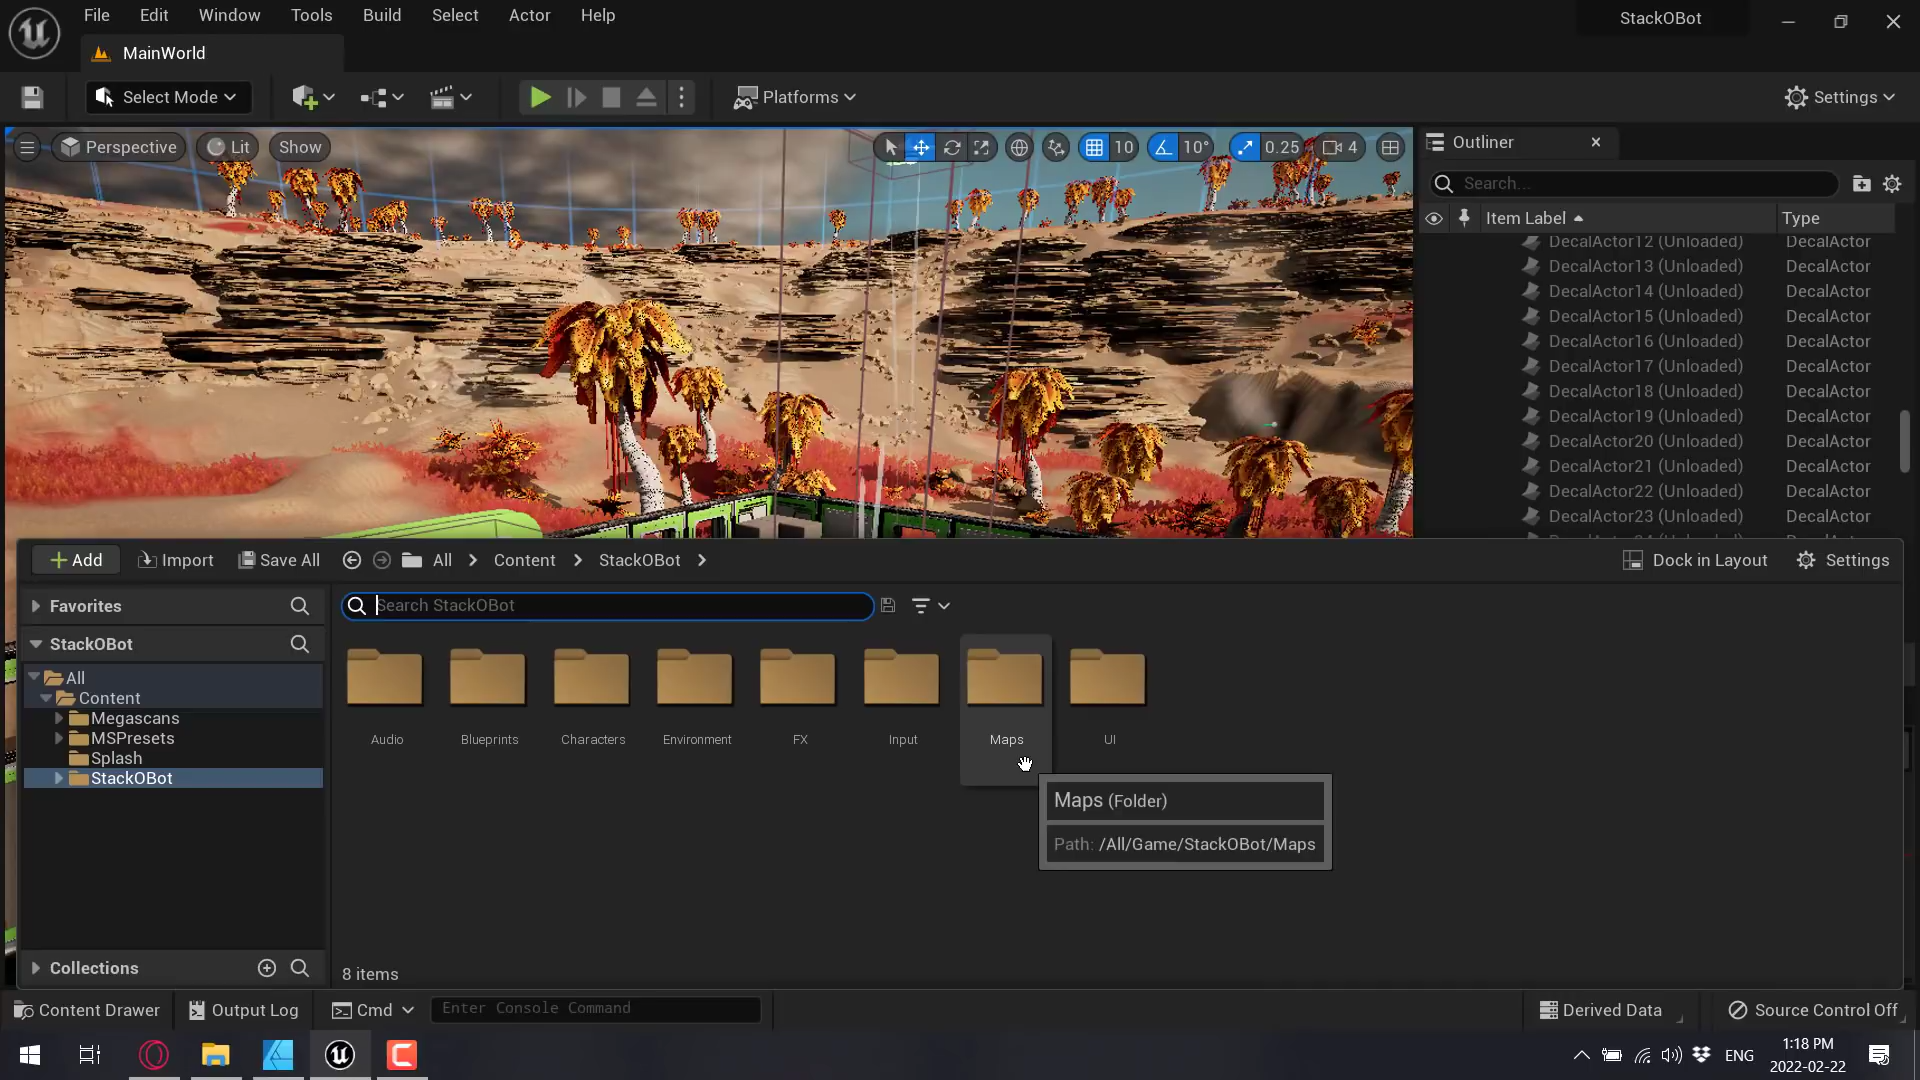 File Edit Window Tools Build Select Actor Help
StackOBot
MainWorld
Select Mode
Platforms
Settings
Perspective Lit Show
10 10° 0.25 4
Outliner
Search...
Item Label Type
DecalActor12 (Unloaded) DecalActor
DecalActor13 (Unloaded) DecalActor
DecalActor14 (Unloaded) DecalActor
DecalActor15 (Unloaded) DecalActor
DecalActor16 (Unloaded) DecalActor
DecalActor17 (Unloaded) DecalActor
DecalActor18 (Unloaded) DecalActor
DecalActor19 (Unloaded) DecalActor
DecalActor20 (Unloaded) DecalActor
DecalActor21 (Unloaded) DecalActor
DecalActor22 (Unloaded) DecalActor
DecalActor23 (Unloaded) DecalActor
Add Import Save All All > Content > StackOBot >
Dock in Layout Settings
Favorites
StackOBot
All
Content
Megascans
MSPresets
Splash
StackOBot
Collections
Search StackOBot
Audio Blueprints Characters Environment FX Input Maps UI
Maps (Folder)
Path: /All/Game/StackOBot/Maps
8 items
Content Drawer Output Log Cmd Enter Console Command
Derived Data Source Control Off
ENG
1:18 PM
2022-02-22